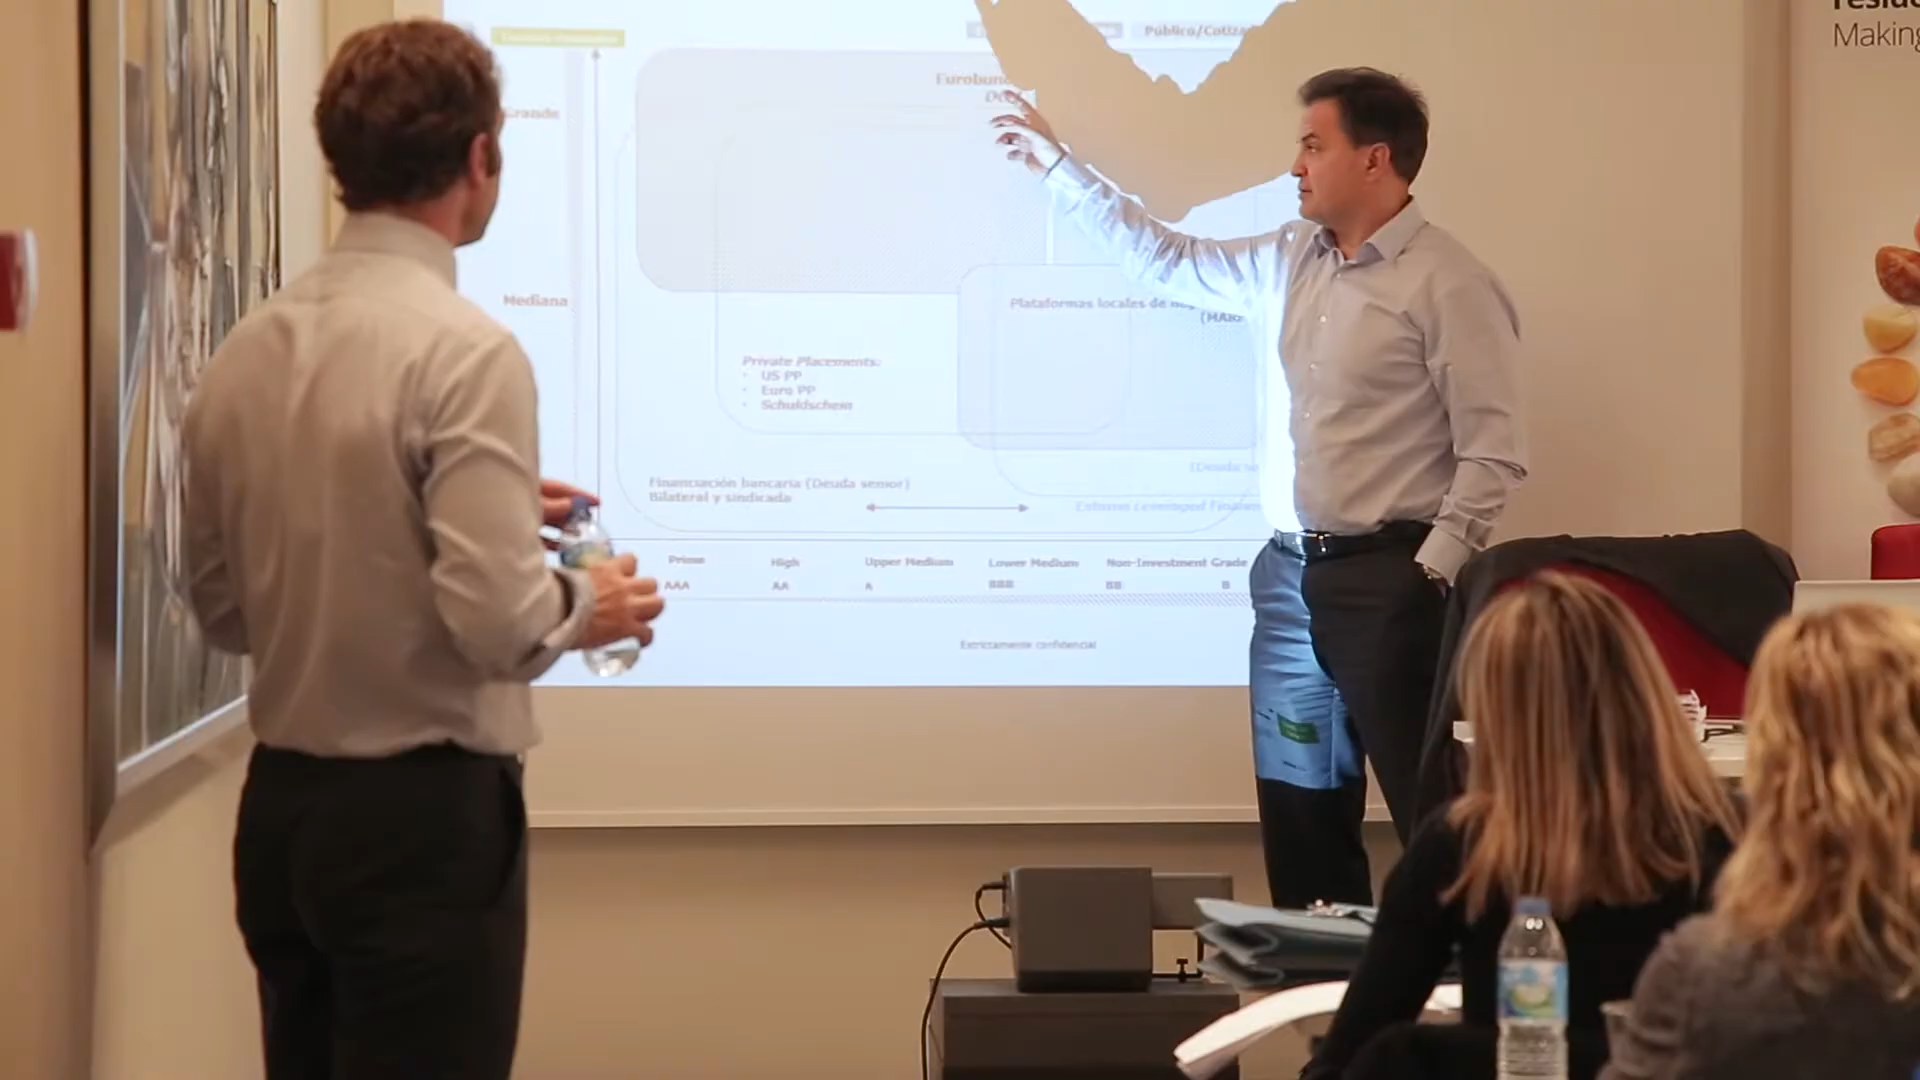 Público/Cotiza
Making
Grande
Mediana
Plataformas locales de
Private Placements:
• US PP
• Euro PP
• Schuldschein
Financiación bancaria (Deuda senior)
Bilateral y sindicada
Prime High Upper Medium Lower Medium Non-Investment Grade
AAA AA A BBB BB B
Estrictamente confidencial